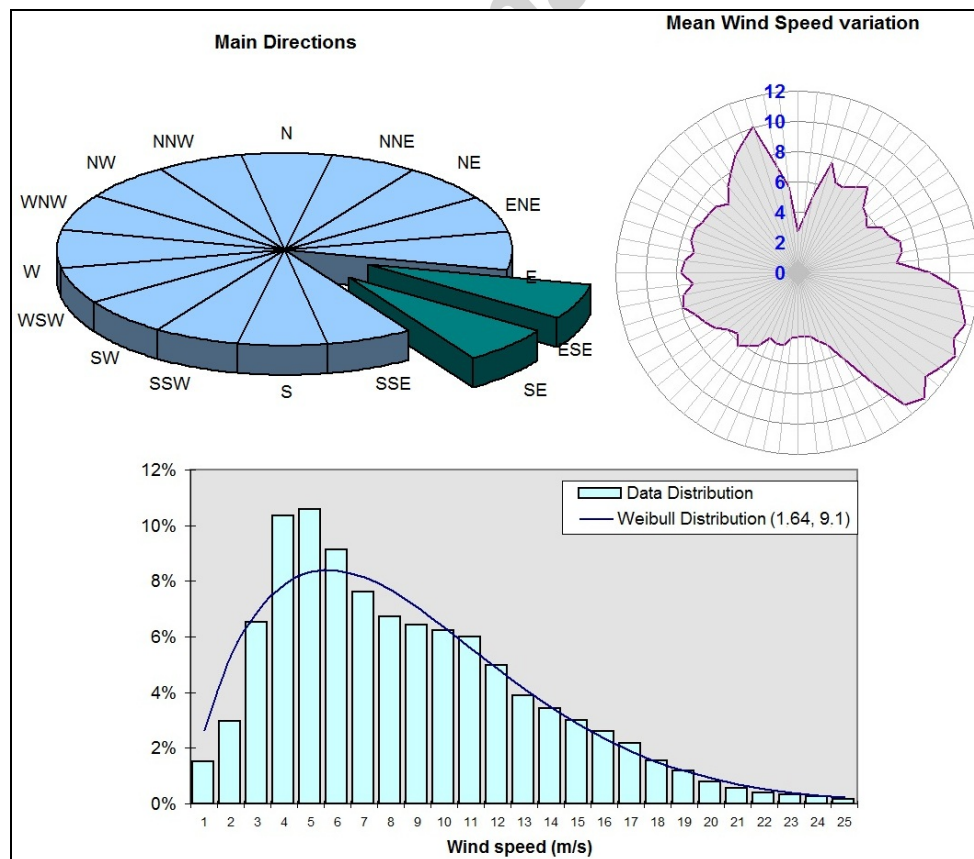 Main Directions
N
NNE
NE
ENE
E
ESE
SE
SSE
S
SSW
SW
WSW
W
WNW
NW
NNW
Mean Wind Speed variation
12
10
8
6
4
2
0
12%
10%
8%
6%
4%
2%
0%
Data Distribution
Weibull Distribution (1.64, 9.1)
1 2 3 4 5 6 7 8 9 10 11 12 13 14 15 16 17 18 19 20 21 22 23 24 25
Wind speed (m/s)